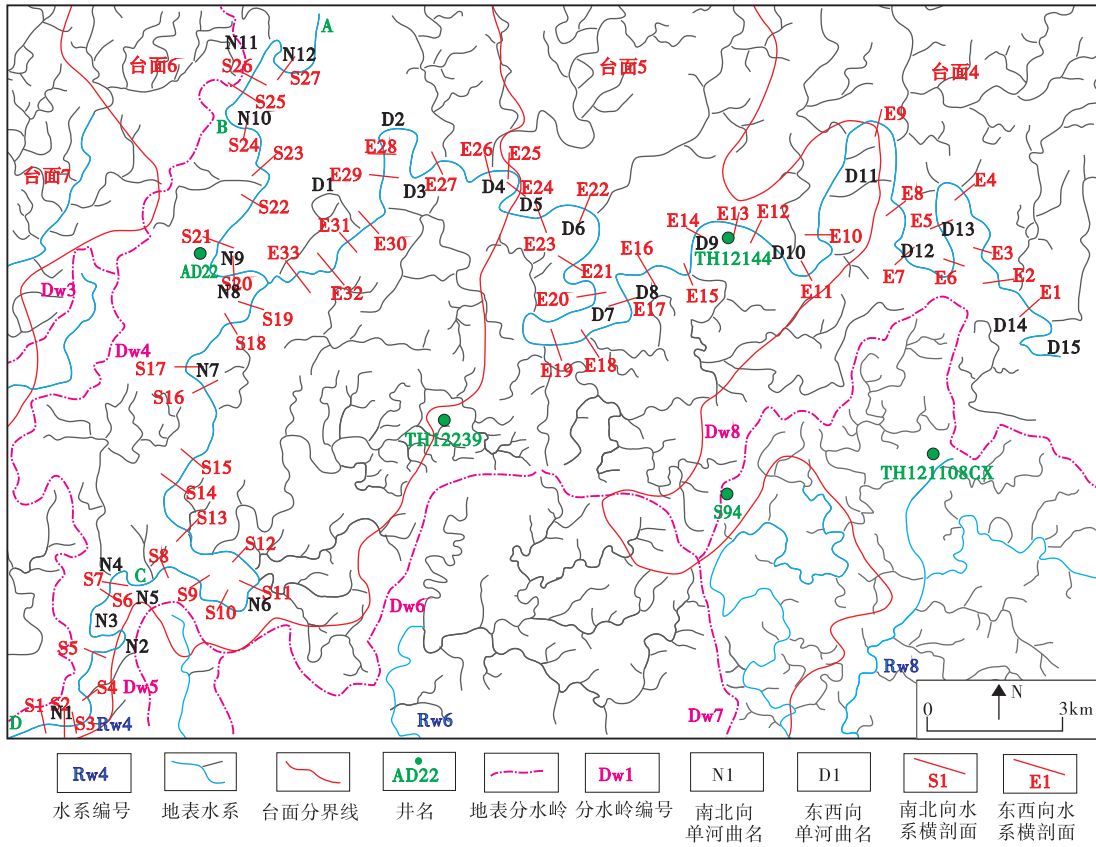 A
N11
N12
台面6
S26
S27
台面5
台面4
S25
B
N10
S24
D2
E9
S23
E28
E26
E25
台面7
E29
D3
E27
D4
E24
D11
E4
S22
D1
D5
E22
E8
E31
D6
E14
E13
E12
E5
D13
S21
E30
E23
D9
E10
N9
E33
E16
TH12144
D10
D12
E3
AD22
S20
E21
E7
E6
E2
Dw3
N8
E32
E20
D8
E15
E11
E1
S19
D7
E17
D14
S18
D15
Dw4
E19
E18
S17
N7
S16
TH12239
Dw8
S15
TH121108CX
S14
S94
S13
S12
N4
S8
S7
C
S9
S11
S6
N5
S10
N6
Dw6
N3
N2
S5
Rw8
S4
Dw5
S1
S2
N1
D
S3
Rw4
Rw6
Dw7
N
0
3km
Rw4
AD22
Dw1
N1
D1
S1
E1
水系编号
地表水系
台面分界线
井名
地表分水岭
分水岭编号
南北向
单河曲名
东西向
单河曲名
南北向水
系横剖面
东西向水
系横剖面